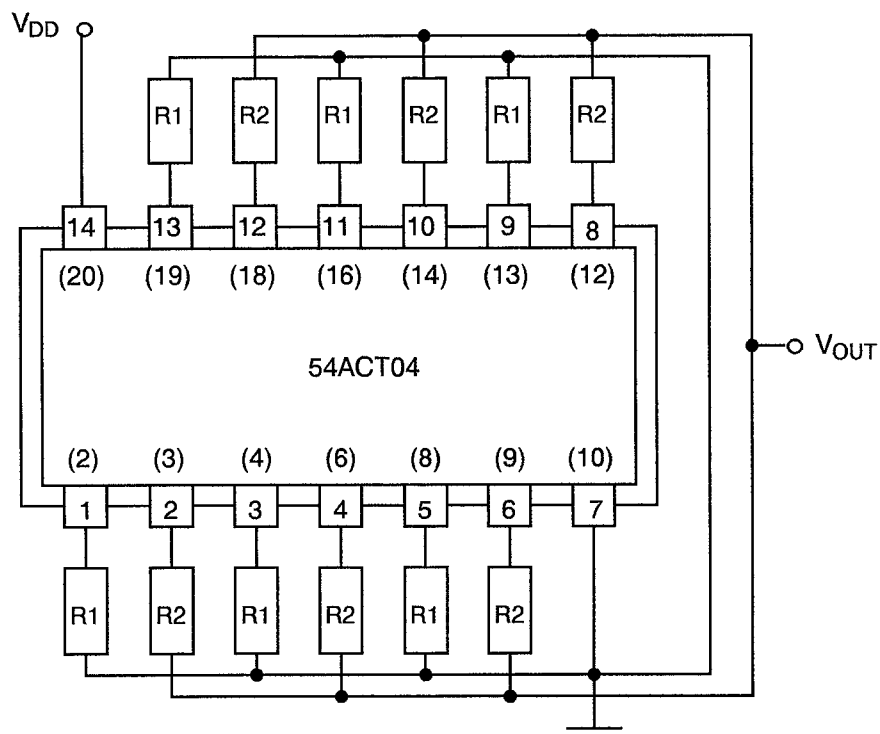 VDD
R1 R2 R1 R2 R1 R2
14 13 12 11 10 9 8
(20) (19) (18) (16) (14) (13) (12)
VOUT
54ACT04
(2) (3) (4) (6) (8) (9) (10)
1 2 3 4 5 6 7
R1 R2 R1 R2 R1 R2